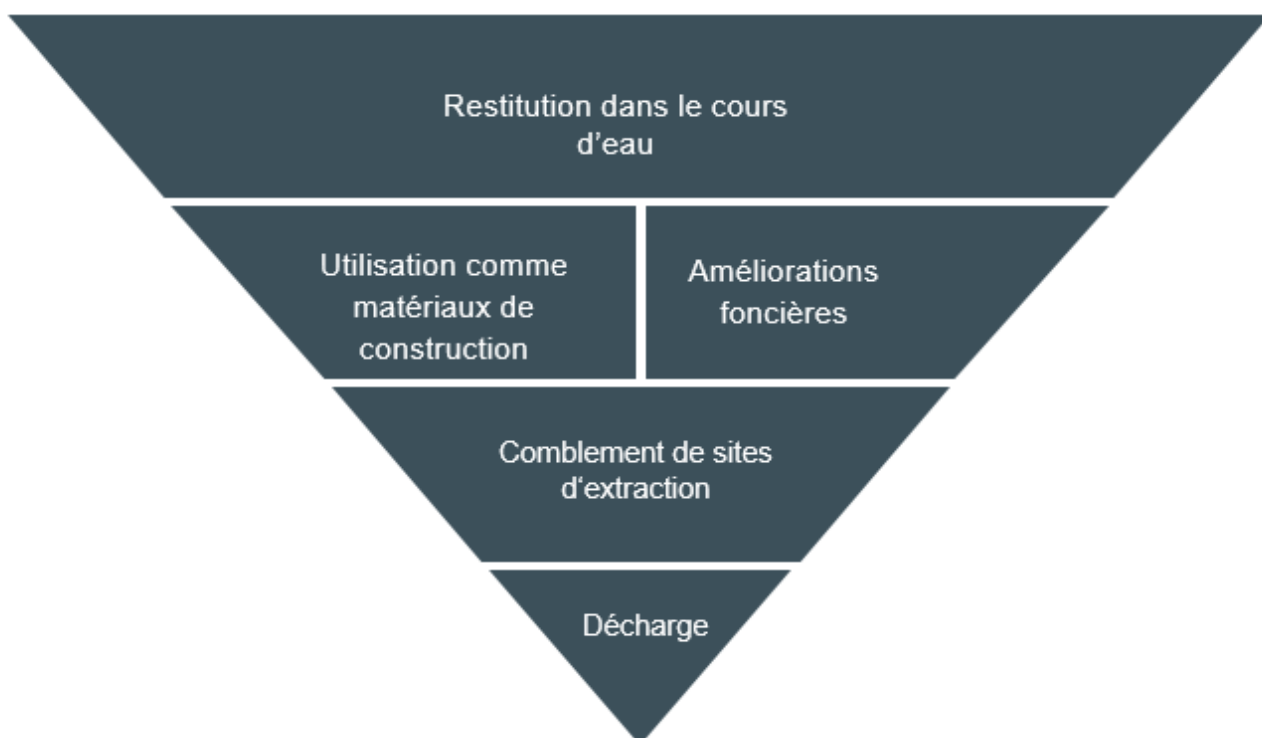 Restitution dans le cours
d’eau
Utilisation comme
matériaux de
construction
Améliorations
foncières
Comblement de sites
d‘extraction
Décharge